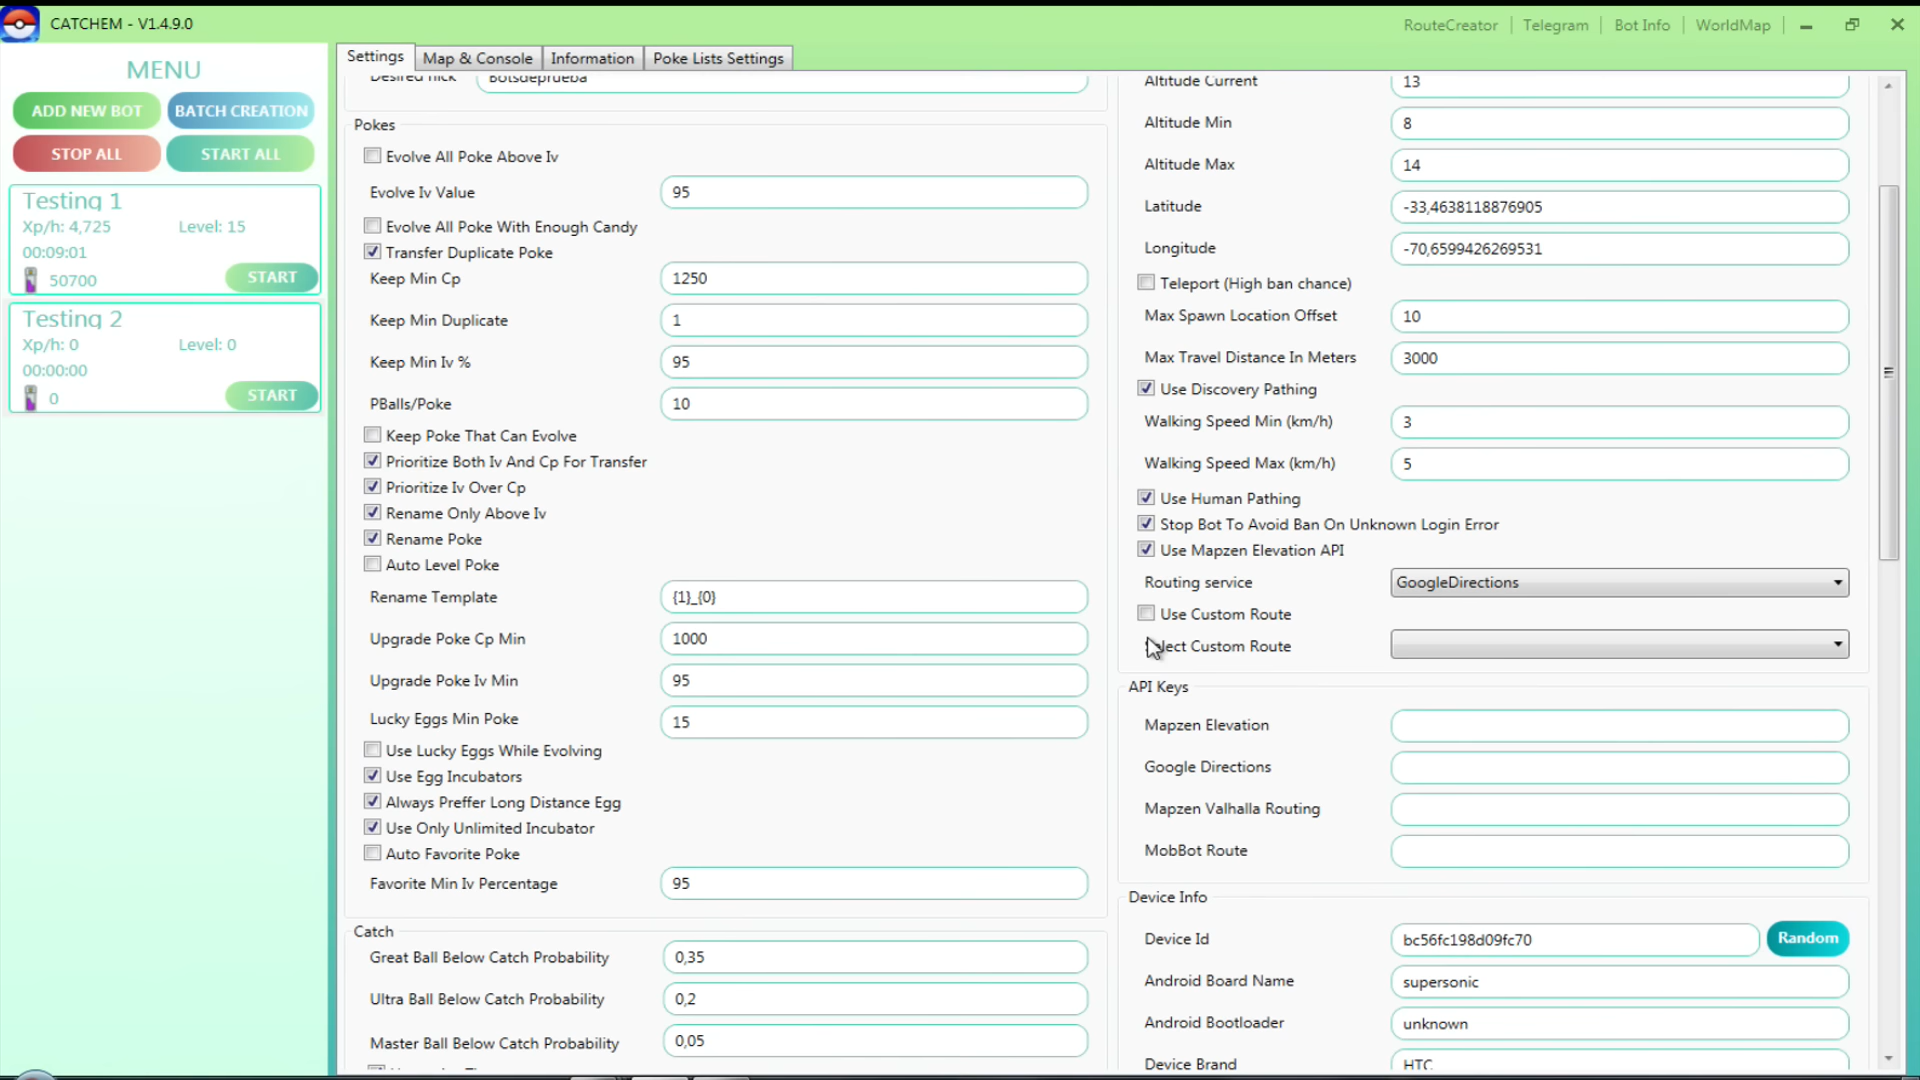 CATCHEM - V1.4.9.0
RouteCreator
Telegram
Bot Info
WorldMap
MENU
ADD NEW BOT
BATCH CREATION
STOP ALL
START ALL
Testing 1
Xp/h: 4,725 Level: 15
00:09:01
50700
START
Testing 2
Xp/h: 0 Level: 0
00:00:00
0
START
Settings
Map & Console
Information
Poke Lists Settings
Desired nick Botsdeprueba
Pokes
Evolve All Poke Above Iv
Evolve Iv Value 95
Evolve All Poke With Enough Candy
Transfer Duplicate Poke
Keep Min Cp 1250
Keep Min Duplicate 1
Keep Min Iv % 95
PBalls/Poke 10
Keep Poke That Can Evolve
Prioritize Both Iv And Cp For Transfer
Prioritize Iv Over Cp
Rename Only Above Iv
Rename Poke
Auto Level Poke
Rename Template {1}_{0}
Upgrade Poke Cp Min 1000
Upgrade Poke Iv Min 95
Lucky Eggs Min Poke 15
Use Lucky Eggs While Evolving
Use Egg Incubators
Always Preffer Long Distance Egg
Use Only Unlimited Incubator
Auto Favorite Poke
Favorite Min Iv Percentage 95
Catch
Great Ball Below Catch Probability 0,35
Ultra Ball Below Catch Probability 0,2
Master Ball Below Catch Probability 0,05
Altitude Current 13
Altitude Min 8
Altitude Max 14
Latitude -33,4638118876905
Longitude -70,6599426269531
Teleport (High ban chance)
Max Spawn Location Offset 10
Max Travel Distance In Meters 3000
Use Discovery Pathing
Walking Speed Min (km/h) 3
Walking Speed Max (km/h) 5
Use Human Pathing
Stop Bot To Avoid Ban On Unknown Login Error
Use Mapzen Elevation API
Routing service GoogleDirections
Use Custom Route
Select Custom Route
API Keys
Mapzen Elevation
Google Directions
Mapzen Valhalla Routing
MobBot Route
Device Info
Device Id bc56fc198d09fc70 Random
Android Board Name supersonic
Android Bootloader unknown
Device Brand HTC